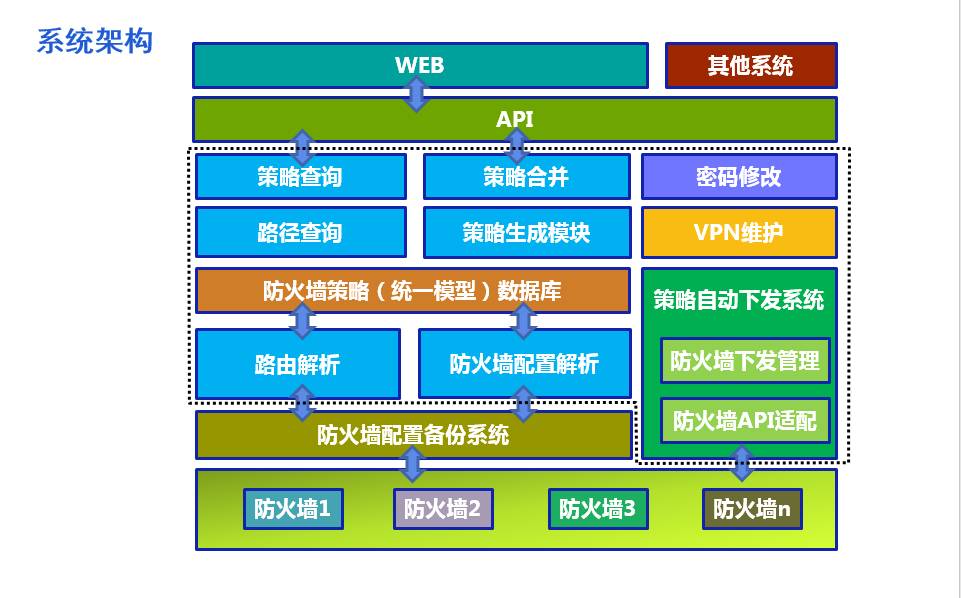 系统架构
WEB
其他系统
API
策略查询
策略合并
密码修改
路径查询
策略生成模块
VPN维护
防火墙策略（统一模型）数据库
策略自动下发系统
路由解析
防火墙配置解析
防火墙下发管理
防火墙API适配
防火墙配置备份系统
防火墙1
防火墙2
防火墙3
防火墙n